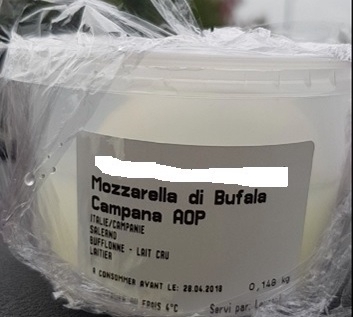 Mozzarella di Bufala
Campana AOP
ITALIE/CAMPANIE
SALERNO
BUFFLONNE - LAIT CRU
LAITIER
A CONSOMMER AVANT LE: 28.04.2018 0,140 kg
AU FRAIS 4°C Servi par: